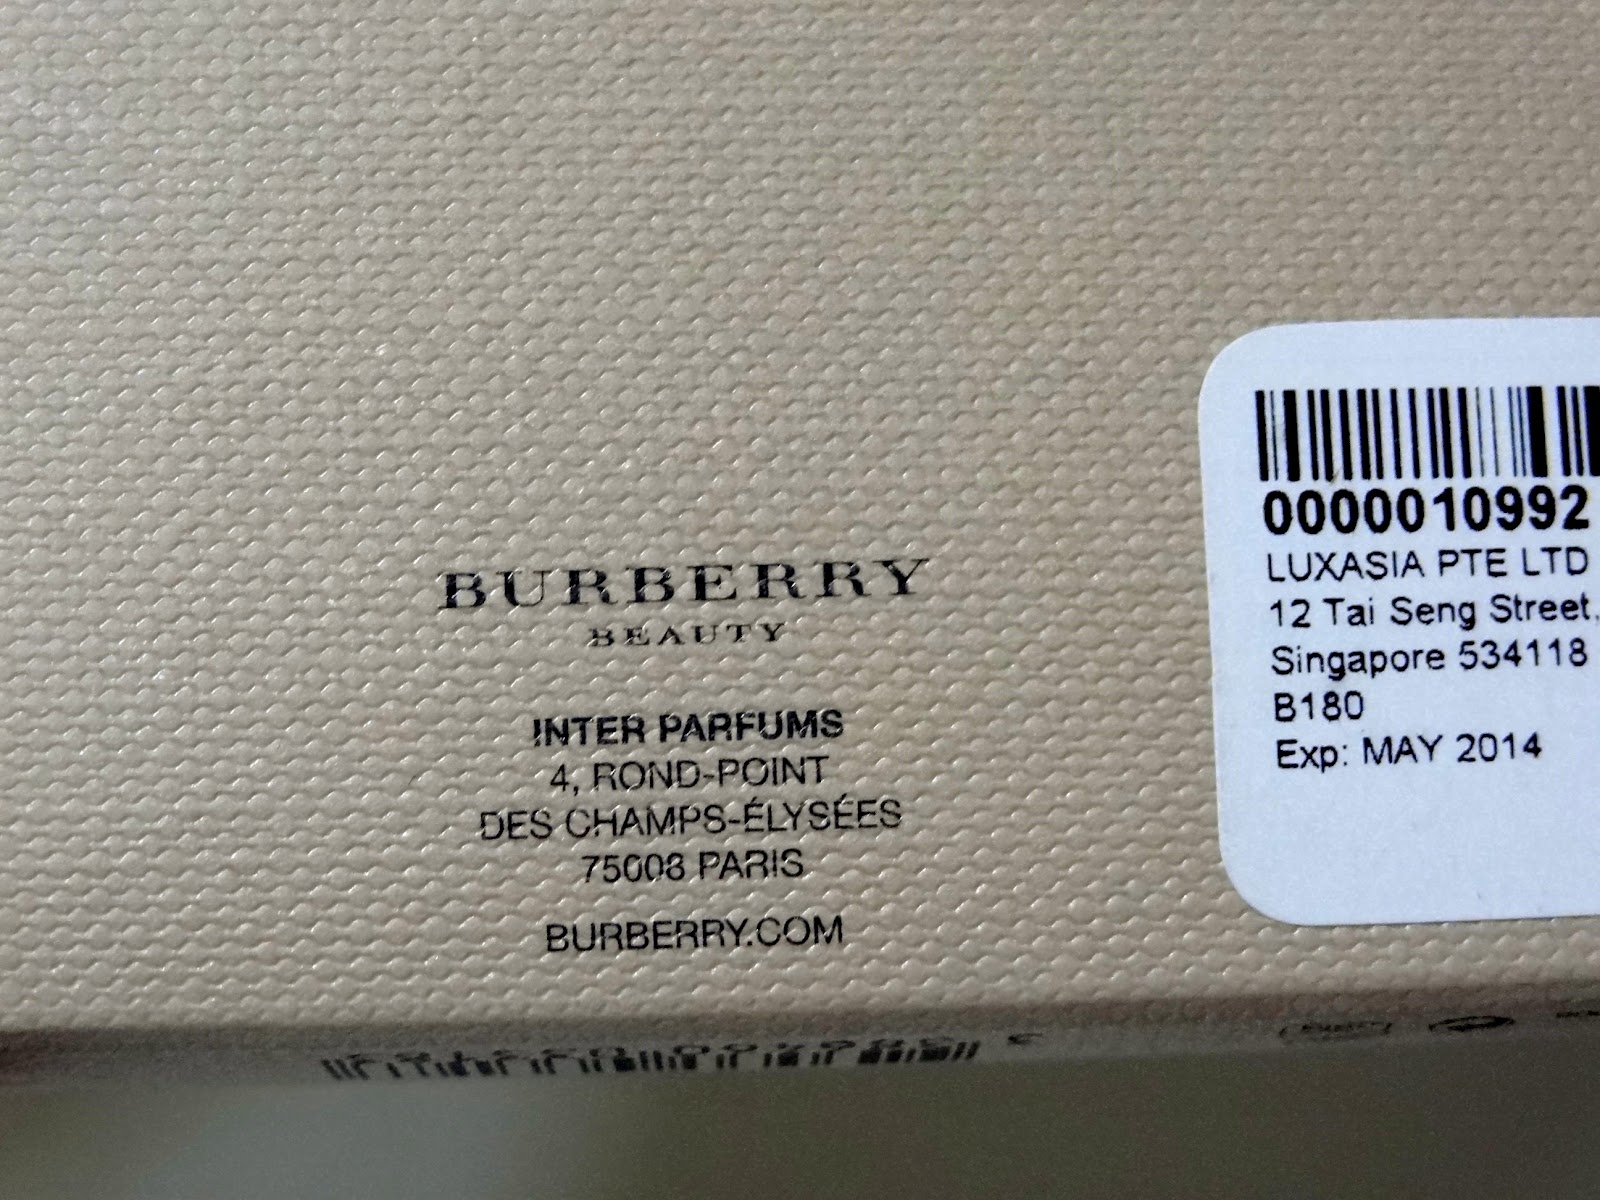 BURBERRY
BEAUTY
INTER PARFUMS
4, ROND-POINT
DES CHAMPS-ÉLYSÉES
75008 PARIS
BURBERRY.COM
0000010992
LUXASIA PTE LTD
12 Tai Seng Street.
Singapore 534118
B180
Exp: MAY 2014